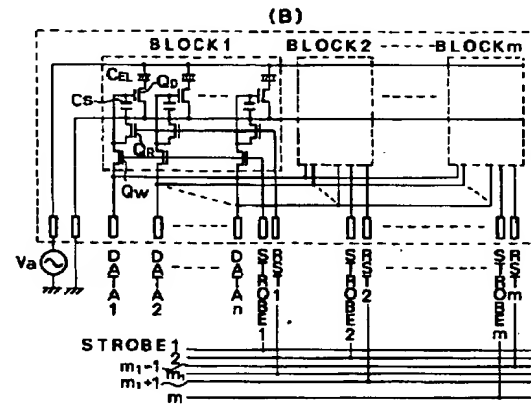 (B)
BLOCK1 BLOCK2 BLOCKm
CEL QD
CS
QR
QW
Va
DATA1 DATA2 DATAn STROBE1 RST1 STROBE2 RST2 STROBEm RSTm
STROBE1
2
m₁-1
m₁
m₁+1
m